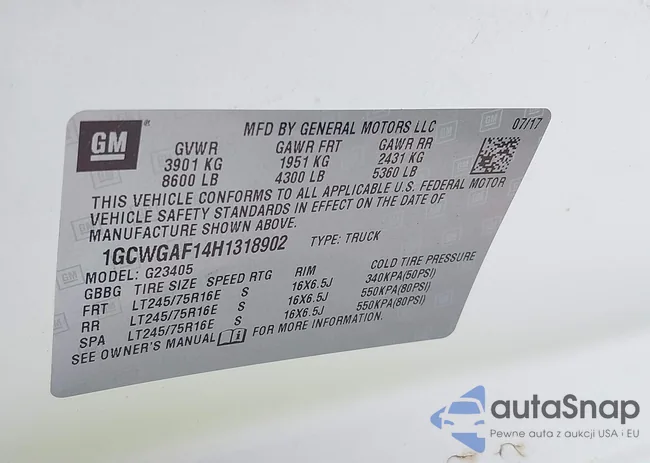 GM
MFD BY GENERAL MOTORS LLC 07/17
GVWR GAWR FRT GAWR RR
3901 KG 1951 KG 2431 KG
8600 LB 4300 LB 5360 LB
THIS VEHICLE CONFORMS TO ALL APPLICABLE U.S. FEDERAL MOTOR
VEHICLE SAFETY STANDARDS IN EFFECT ON THE DATE OF
MANUFACTURE SHOWN ABOVE.
1GCWGAF14H1318902 TYPE: TRUCK
MODEL: G23405
GBBG TIRE SIZE SPEED RTG RIM COLD TIRE PRESSURE
FRT LT245/75R16E S 16X6.5J 340KPA(50PSI)
RR LT245/75R16E S 16X6.5J 550KPA(80PSI)
SPA LT245/75R16E S 16X6.5J 550KPA(80PSI)
SEE OWNER'S MANUAL FOR MORE INFORMATION.
autaSnap
Pewne auta z aukcji USA i EU